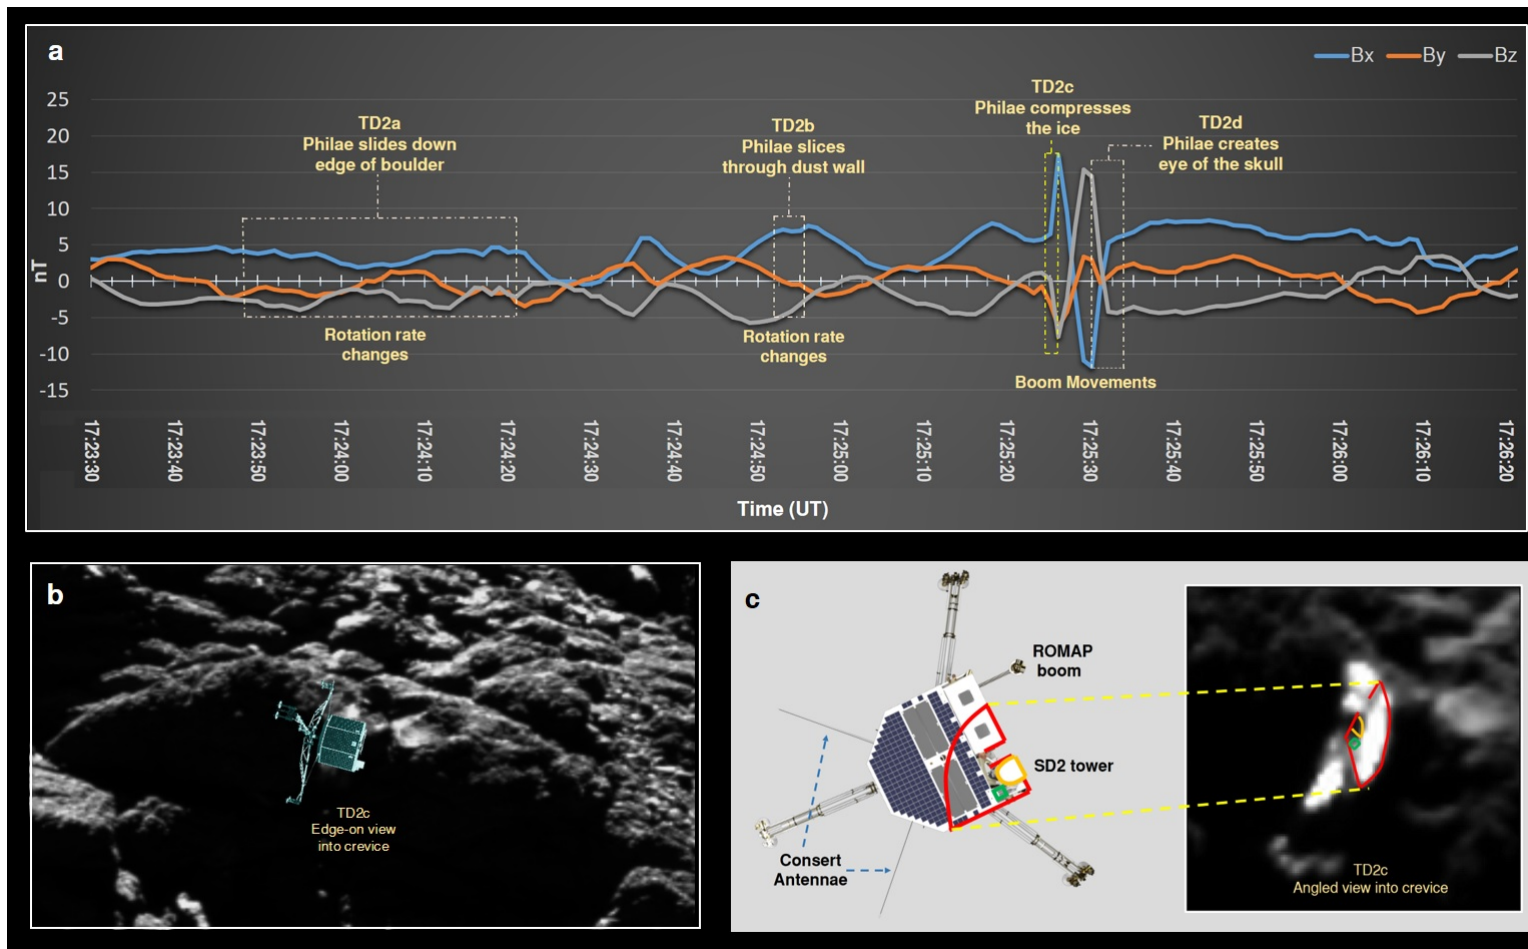 a
Bx By Bz
25
20
15
10
5
0
-5
-10
-15
nT
TD2a
Philae slides down
edge of boulder
Rotation rate
changes
TD2b
Philae slices
through dust wall
Rotation rate
changes
TD2c
Philae compresses
the ice
TD2d
Philae creates
eye of the skull
Boom Movements
17:23:30
17:23:40
17:23:50
17:24:00
17:24:10
17:24:20
17:24:30
17:24:40
17:24:50
17:25:00
17:25:10
17:25:20
17:25:30
17:25:40
17:25:50
17:26:00
17:26:10
17:26:20
Time (UT)
b
TD2c
Edge-on view
into crevice
c
ROMAP
boom
SD2 tower
Consert
Antennae
TD2c
Angled view into crevice